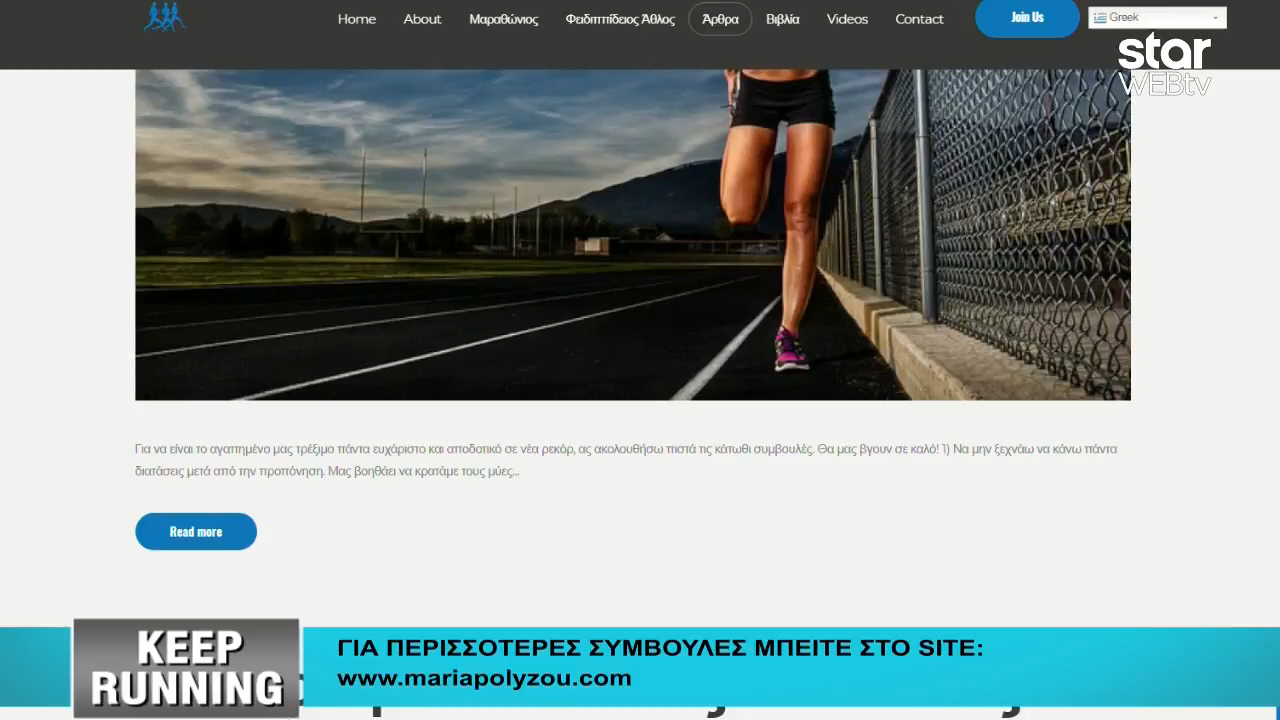 Home About Μαραθώνιος Φειδιππίδειος Άθλος Άρθρα Βιβλία Videos Contact Join Us Greek
star
WEBtv
Για να είναι το αγαπημένο μας τρέξιμο πάντα ευχάριστο και αποδοτικό σε νέα ρεκόρ, ας ακολουθήσω πιστά τις κάτωθι συμβουλές. Θα μας βγουν σε καλό! 1) Να μην ξεχνάω να κάνω πάντα
διατάσεις μετά από την προπόνηση. Μας βοηθάει να κρατάμε τους μύες...
Read more
KEEP
RUNNING
ΓΙΑ ΠΕΡΙΣΣΟΤΕΡΕΣ ΣΥΜΒΟΥΛΕΣ ΜΠΕΙΤΕ ΣΤΟ SITE:
www.mariapolyzou.com